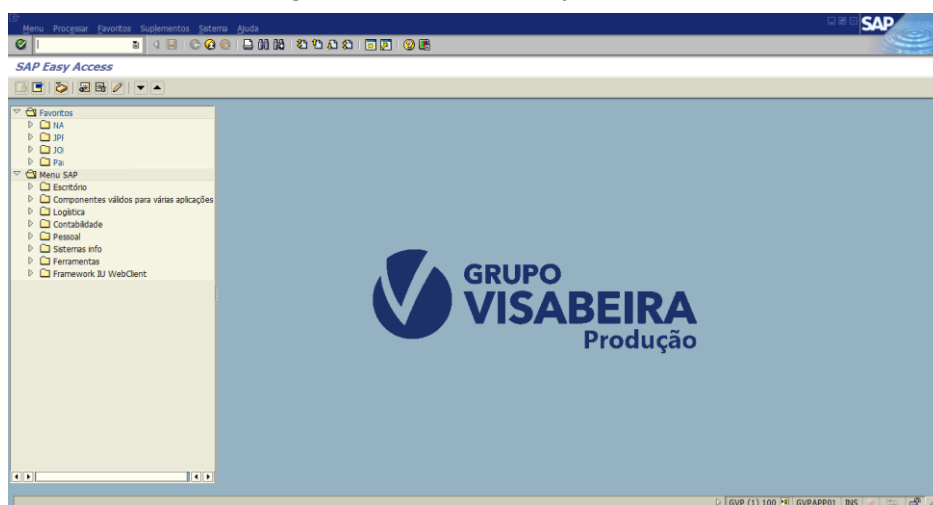 Menu Processar Favoritos Suplementos Sistema Ajuda
SAP
SAP Easy Access
Favoritos
NA
JPF
JOI
Pai
Menu SAP
Escritório
Componentes válidos para várias aplicações
Logística
Contabilidade
Pessoal
Sistemas info
Ferramentas
Framework IU WebClient
GRUPO
VISABEIRA
Produção
GVP (1) 100 GVPAPP01 INS